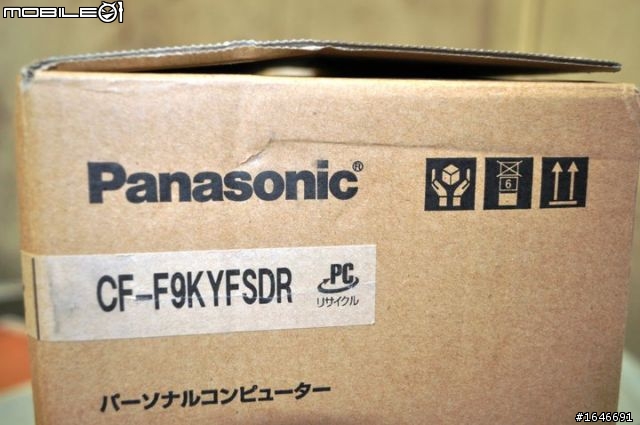 MOBILE01
Panasonic®
6
CF-F9KYFSDR
PC
リサイクル
パーソナルコンピューター
#1646691